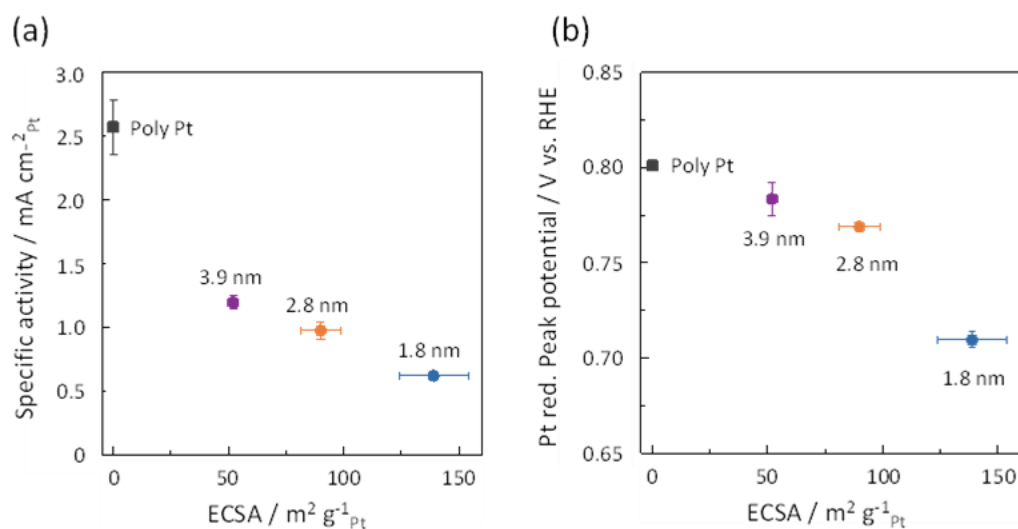 (a)
3.0
2.5
2.0
1.5
1.0
0.5
0
Specific activity / mA cm-²Pt
Poly Pt
3.9 nm
2.8 nm
1.8 nm
0
50
100
150
ECSA / m² g⁻¹Pt
(b)
0.85
0.80
0.75
0.70
0.65
Pt red. Peak potential / V vs. RHE
Poly Pt
3.9 nm
2.8 nm
1.8 nm
0
50
100
150
ECSA / m² g⁻¹Pt